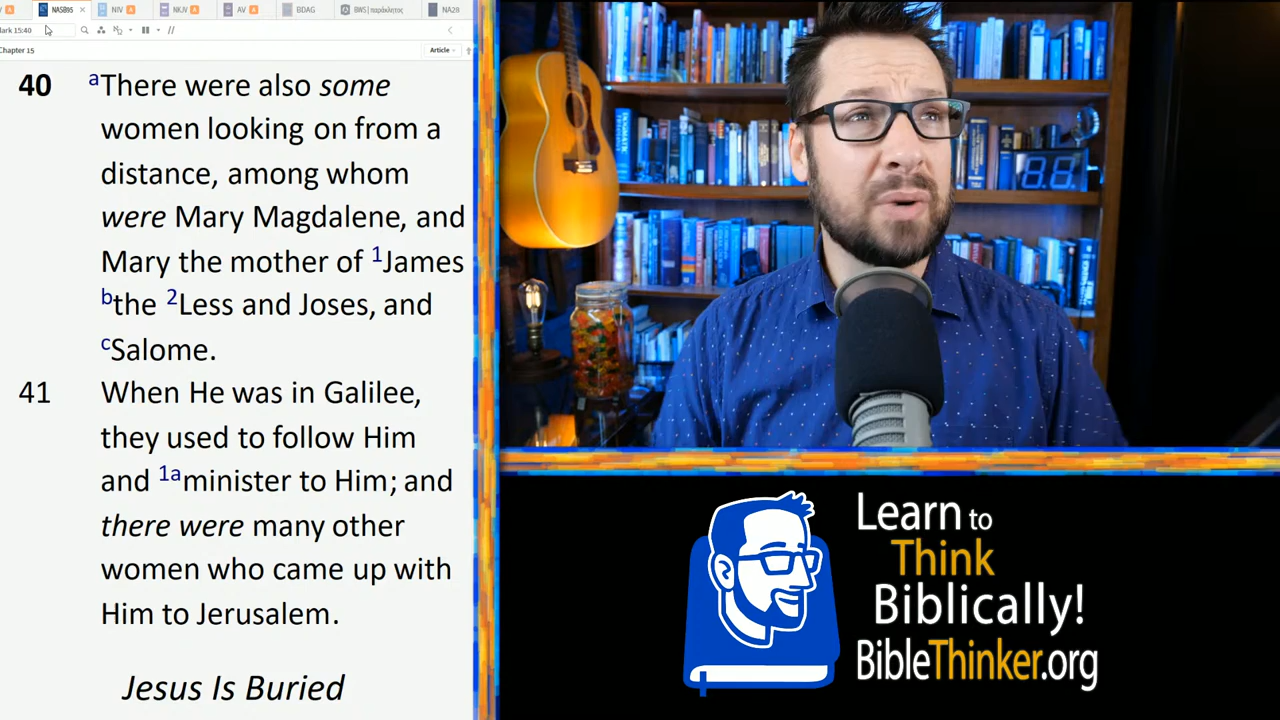 NASB95 NIV A NKJV A AV A BDAG BWS | παράκλητος NA28
ark 15:40
Chapter 15 Article
40 aThere were also some
women looking on from a
distance, among whom
were Mary Magdalene, and
Mary the mother of 1James
bthe 2Less and Joses, and
cSalome.
41 When He was in Galilee,
they used to follow Him
and 1aminister to Him; and
there were many other
women who came up with
Him to Jerusalem.
Jesus Is Buried
Learn to
Think
Biblically!
BibleThinker.org